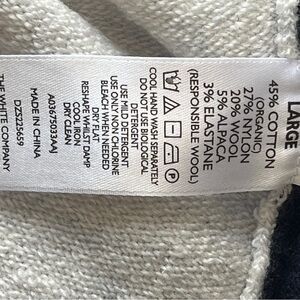 LARGE
45% COTTON
(ORGANIC)
27% NYLON
20% WOOL
5% ALPACA
3% ELASTANE
(RESPONSIBLE WOOL)
COOL HAND WASH SEPARATELY
DO NOT USE BIOLOGICAL
DETERGENT
USE MILD DETERGENT
USE ONLY NON CHLORINE
BLEACH WHEN NEEDED
DRY FLAT
RESHAPE WHILST DAMP
COOL IRON
DRY CLEAN
A03675033AAJ
MADE IN CHINA
DZS225659
THE WHITE COMPANY